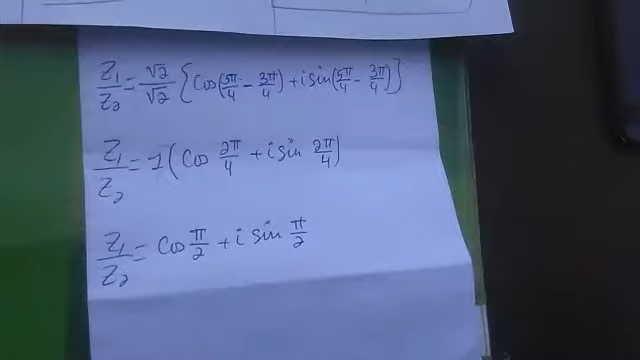 Z₁/Z₂ = √2/√2 {Cos(5π/4 - 3π/4) + i sin(5π/4 - 3π/4)}
Z₁/Z₂ = 1(Cos 2π/4 + i sin 2π/4)
Z₁/Z₂ = Cos π/2 + i sin π/2